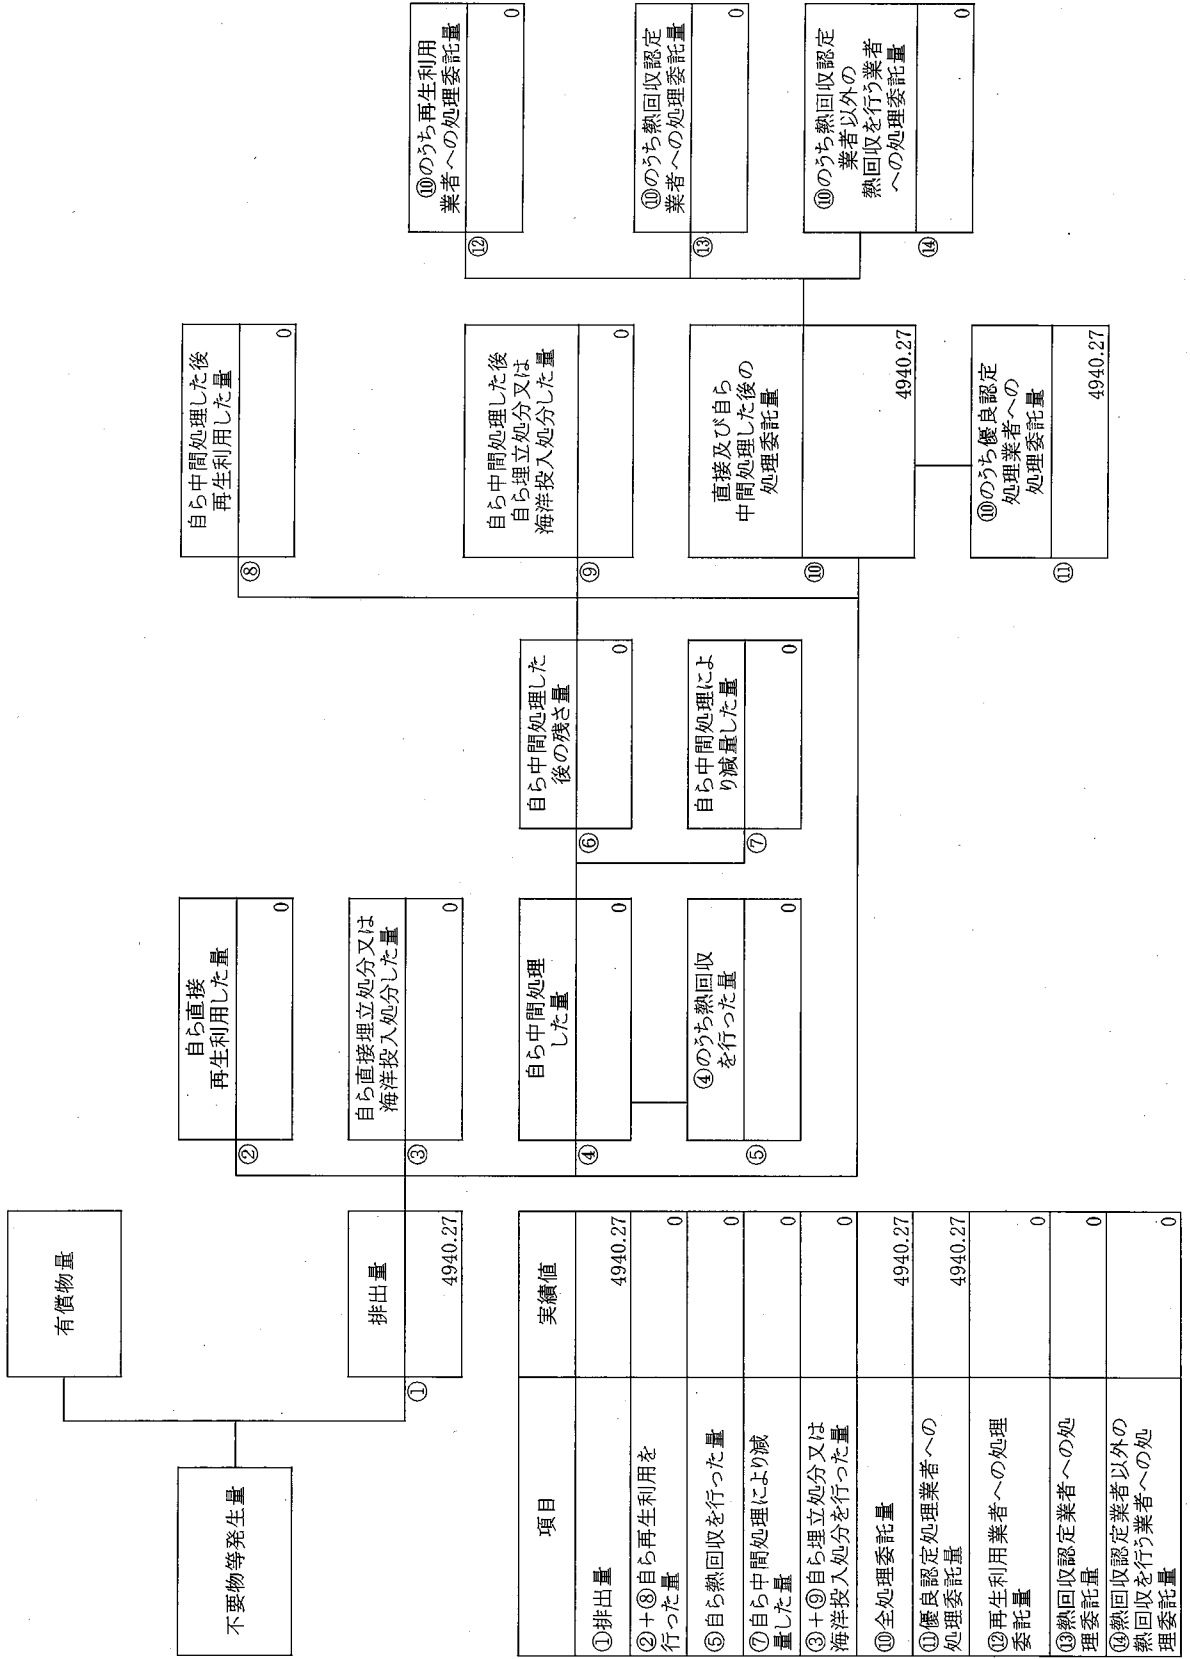 不要物等発生量
有償物量
排出量
①
4940.27
自ら直接
再生利用した量
②
0
自ら直接埋立処分又は
海洋投入処分した量
③
0
自ら中間処理
した量
④
0
④のうち熱回収
を行った量
⑤
0
自ら中間処理した
後の残さ量
⑥
0
自ら中間処理によ
り減量した量
⑦
0
自ら中間処理した後
再生利用した量
⑧
0
自ら中間処理した後
自ら埋立処分又は
海洋投入処分した量
⑨
0
直接及び自ら
中間処理した後の
処理委託量
⑩
4940.27
⑩のうち優良認定
処理業者への
処理委託量
⑪
4940.27
⑩のうち再生利用
業者への処理委託量
⑫
0
⑩のうち熱回収認定
業者への処理委託量
⑬
0
⑩のうち熱回収認定
業者以外の
熱回収を行う業者
への処理委託量
⑭
0
項目 実績値
①排出量 4940.27
②+⑧自ら再生利用を
行った量 0
⑤自ら熱回収を行った量 0
⑦自ら中間処理により減
量した量 0
③+⑨自ら埋立処分又は
海洋投入処分を行った量 0
⑩全処理委託量 4940.27
⑪優良認定処理業者への
処理委託量 4940.27
⑫再生利用業者への処理
委託量 0
⑬熱回収認定業者への処
理委託量 0
⑭熱回収認定業者以外の
熱回収を行う業者への処
理委託量 0